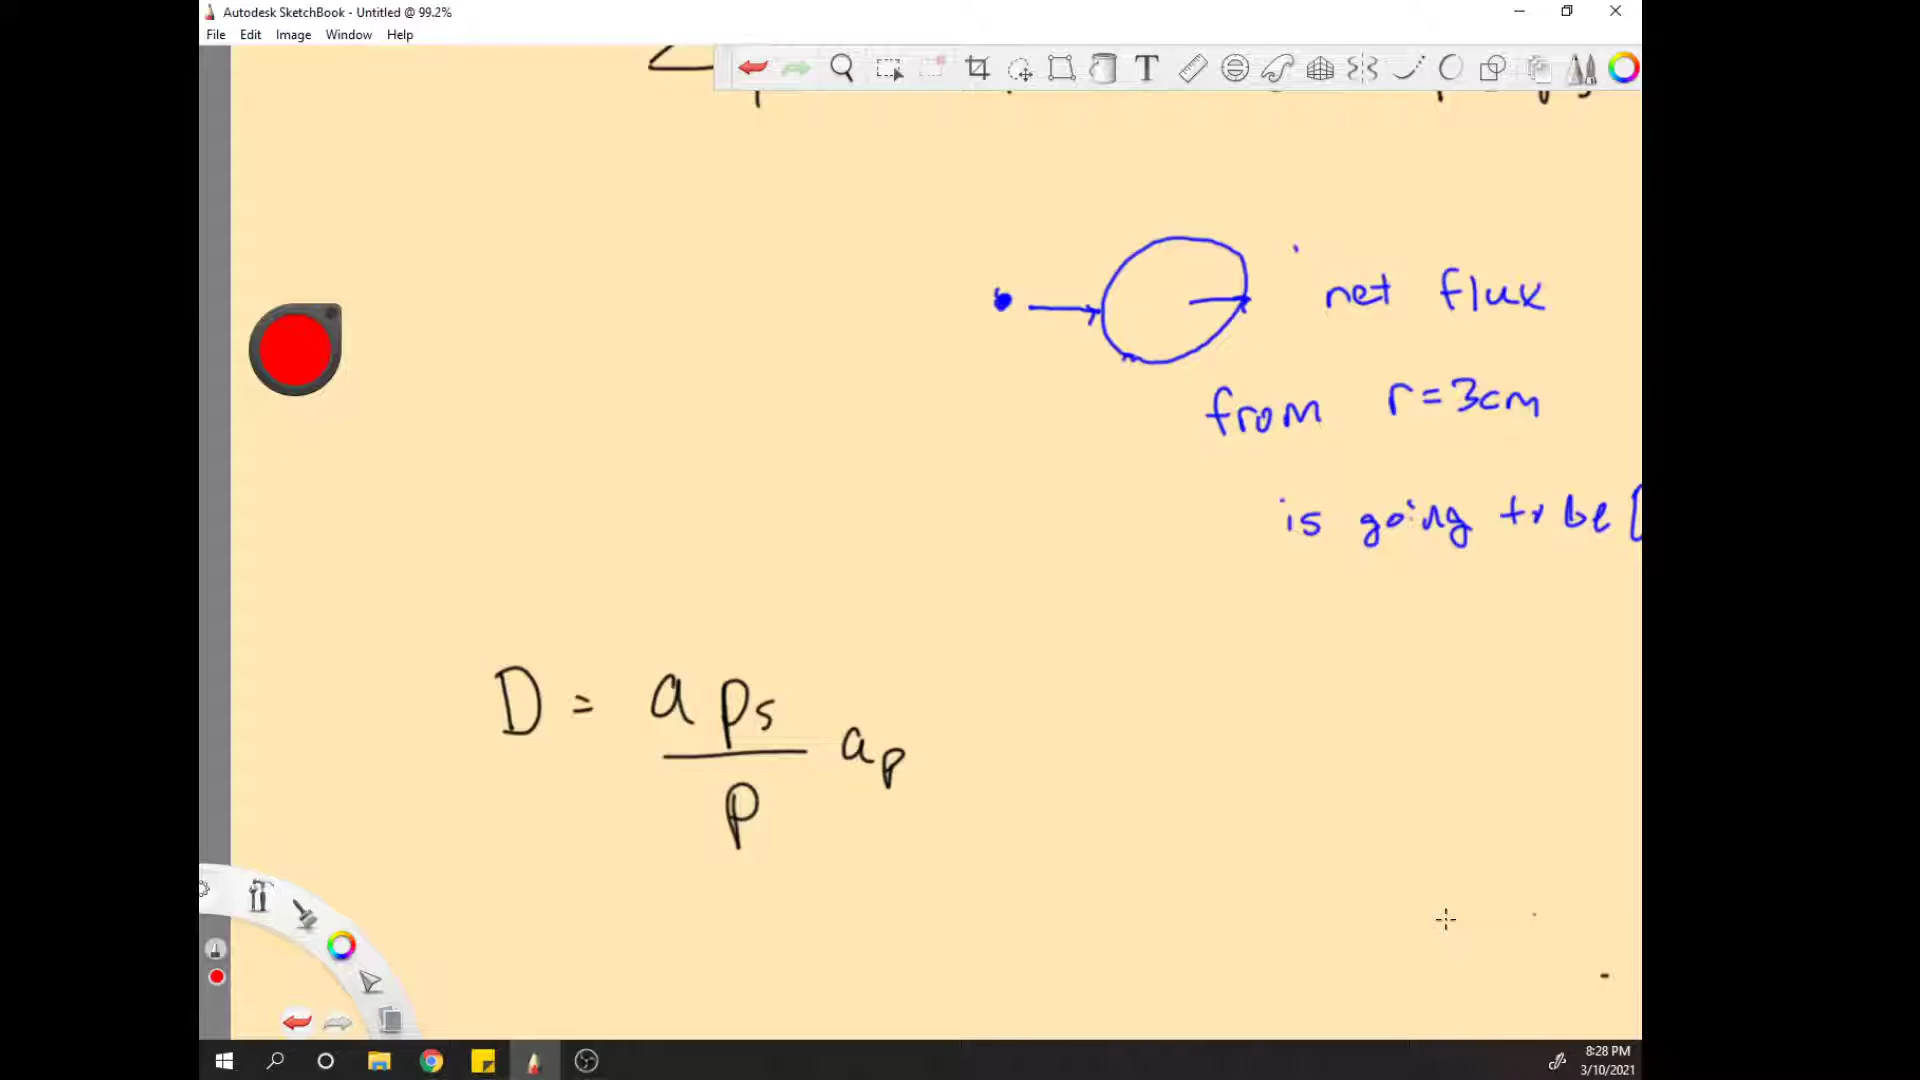 Autodesk SketchBook - Untitled @ 99.2%
File Edit Image Window Help
net flux
from r=3cm
is going to be
D = a ρs
ρ
aρ
8:28 PM
3/10/2021